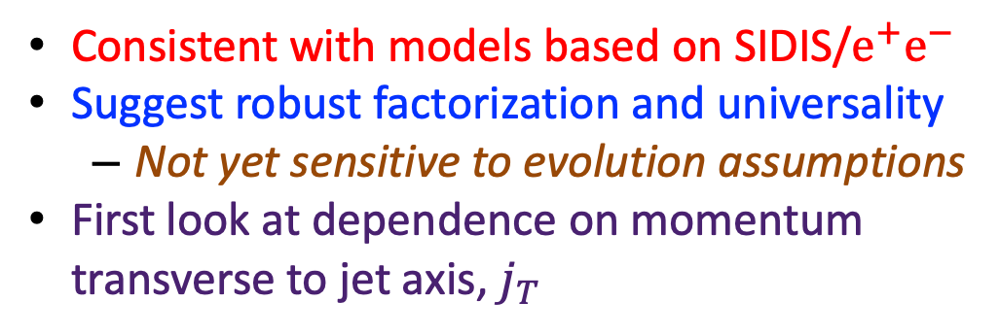 • Consistent with models based on SIDIS/e⁺e⁻
• Suggest robust factorization and universality
– Not yet sensitive to evolution assumptions
• First look at dependence on momentum
transverse to jet axis, j_T